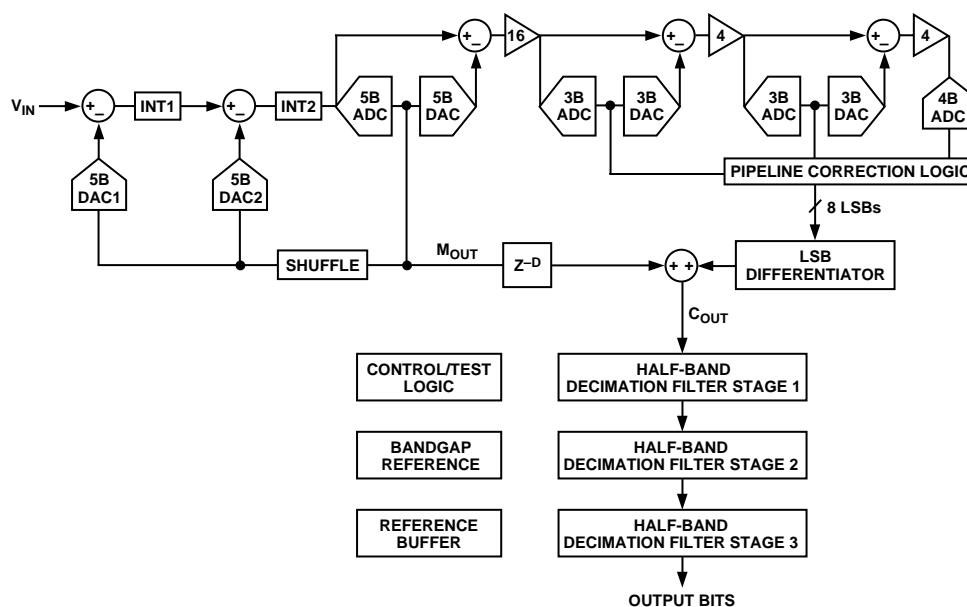 16
4
4
V_IN
INT1
INT2
5B
ADC
5B
DAC
3B
ADC
3B
DAC
3B
ADC
3B
DAC
4B
ADC
5B
DAC1
5B
DAC2
PIPELINE CORRECTION LOGIC
8 LSBs
SHUFFLE
M_OUT
Z^–D
LSB
DIFFERENTIATOR
C_OUT
CONTROL/TEST
LOGIC
HALF-BAND
DECIMATION FILTER STAGE 1
BANDGAP
REFERENCE
HALF-BAND
DECIMATION FILTER STAGE 2
REFERENCE
BUFFER
HALF-BAND
DECIMATION FILTER STAGE 3
OUTPUT BITS